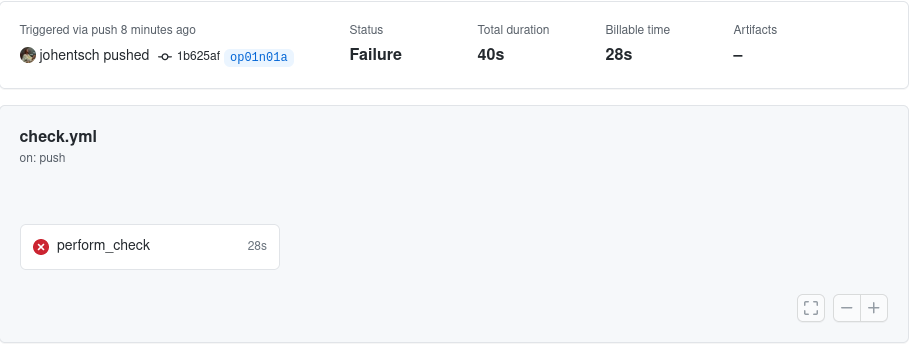 Triggered via push 8 minutes ago
Status
Total duration
Billable time
Artifacts
johentsch pushed 1b625af op01n01a
Failure
40s
28s
–
check.yml
on: push
perform_check
28s